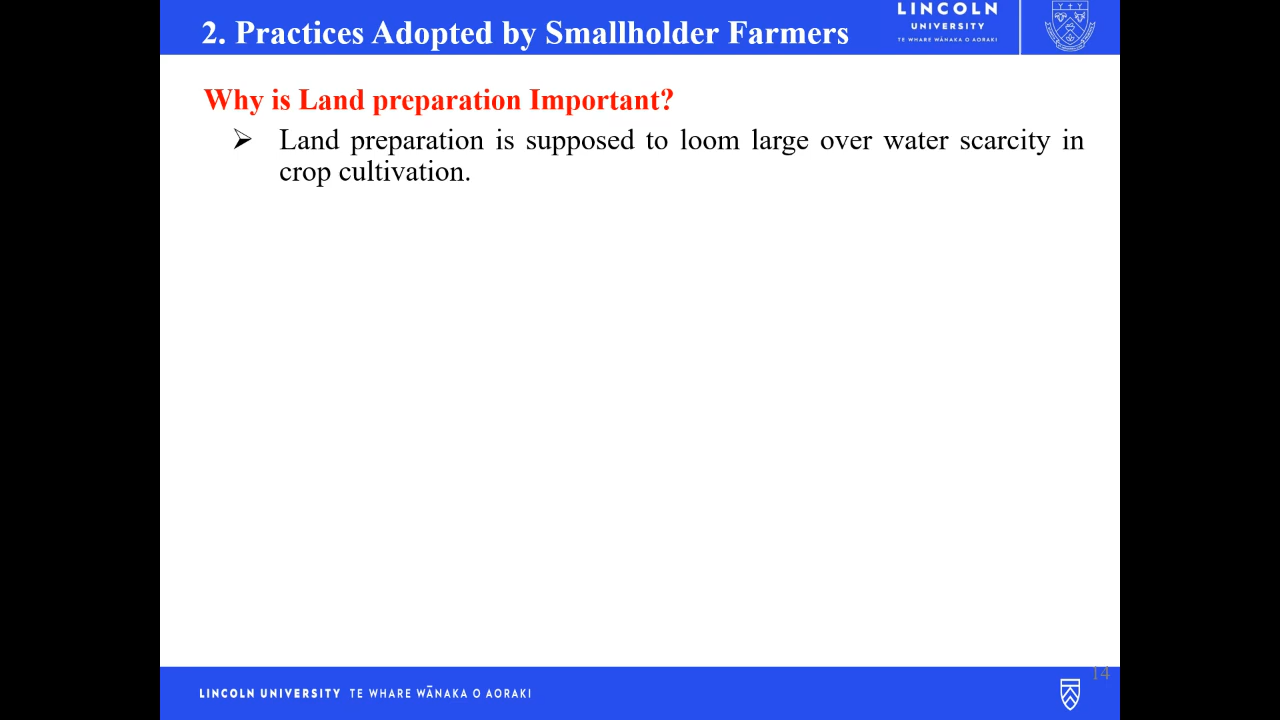 2. Practices Adopted by Smallholder Farmers
LINCOLN
UNIVERSITY
TE WHARE WĀNAKA O AORAKI
Why is Land preparation Important?
➢ Land preparation is supposed to loom large over water scarcity in
crop cultivation.
14
LINCOLN UNIVERSITY TE WHARE WĀNAKA O AORAKI